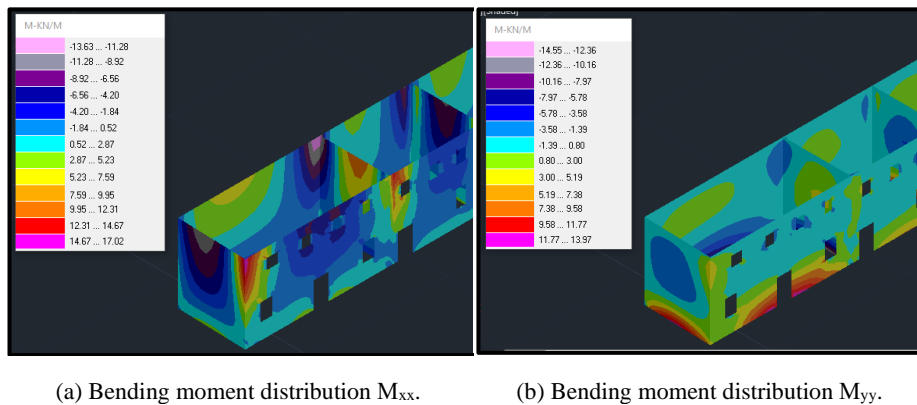 ][Shaded]
M-KN/M
-13.63 ... -11.28
-11.28 ... -8.92
-8.92 ... -6.56
-6.56 ... -4.20
-4.20 ... -1.84
-1.84 ... 0.52
0.52 ... 2.87
2.87 ... 5.23
5.23 ... 7.59
7.59 ... 9.95
9.95 ... 12.31
12.31 ... 14.67
14.67 ... 17.02
M-KN/M
-14.55 ... -12.36
-12.36 ... -10.16
-10.16 ... -7.97
-7.97 ... -5.78
-5.78 ... -3.58
-3.58 ... -1.39
-1.39 ... 0.80
0.80 ... 3.00
3.00 ... 5.19
5.19 ... 7.38
7.38 ... 9.58
9.58 ... 11.77
11.77 ... 13.97
(a) Bending moment distribution Mxx.
(b) Bending moment distribution Myy.